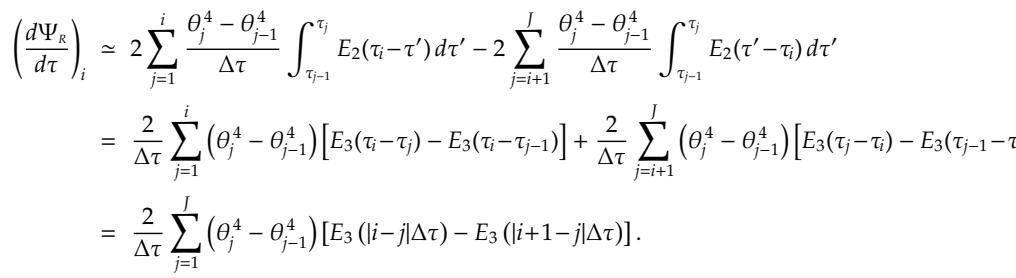 (dΨ_R/dτ)_i ≃ 2 ∑_{j=1}^{i} (θ_j^4 − θ_{j−1}^4)/Δτ ∫_{τ_{j−1}}^{τ_j} E_2(τ_i−τ′) dτ′ − 2 ∑_{j=i+1}^{J} (θ_j^4 − θ_{j−1}^4)/Δτ ∫_{τ_{j−1}}^{τ_j} E_2(τ′−τ_i) dτ′
= 2/Δτ ∑_{j=1}^{i} (θ_j^4 − θ_{j−1}^4) [E_3(τ_i−τ_j) − E_3(τ_i−τ_{j−1})] + 2/Δτ ∑_{j=i+1}^{J} (θ_j^4 − θ_{j−1}^4) [E_3(τ_j−τ_i) − E_3(τ_{j−1}−τ
= 2/Δτ ∑_{j=1}^{J} (θ_j^4 − θ_{j−1}^4) [E_3 (|i−j|Δτ) − E_3 (|i+1−j|Δτ)] .